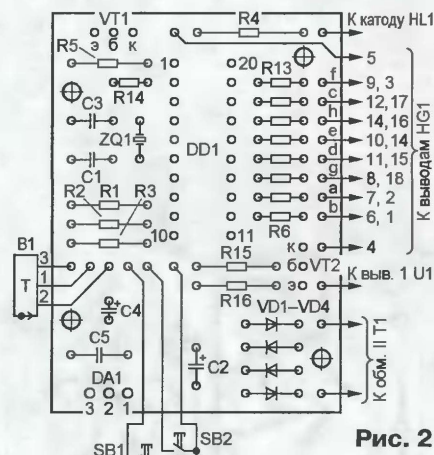 VT1
R4
К катоду HL1
э б к
R5
1
20
5
R14
R13
f
9, 3
c
12, 17
C3
h
14, 16
ZQ1
e
10, 14
DD1
d
11, 15
C1
g
8, 18
R2
R1
R3
a
7, 2
b
6, 1
10
11
R6
К выводам HG1
B1
к
4
3
R15
б
VT2
1
T
э
К выв. 1 U1
2
R16
C4
+
VD1–VD4
C5
+
C2
К обм. II T1
DA1
3 2 1
SB1
SB2
Рис. 2